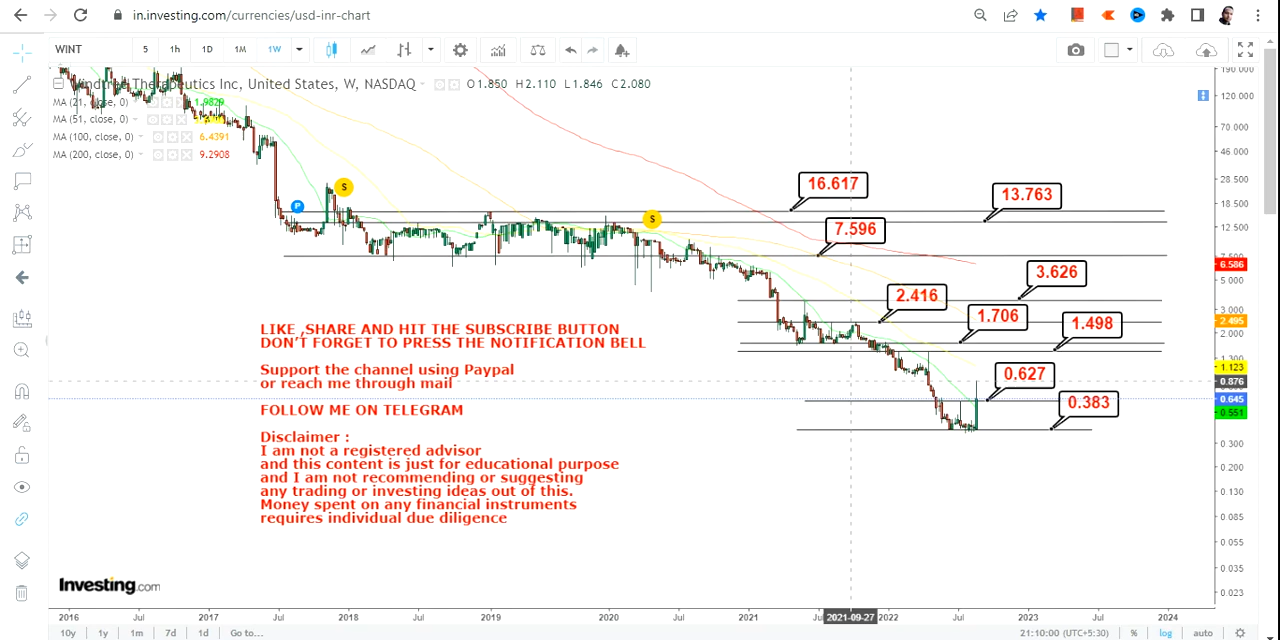 in.investing.com/currencies/usd-inr-chart
WINT
5
1h
1D
1M
1W
Windtree Therapeutics Inc, United States, W, NASDAQ
O1.850 H2.110 L1.846 C2.080
MA (21, close, 0)
1.9829
MA (51, close, 0)
MA (100, close, 0)
6.4391
MA (200, close, 0)
9.2908
P
S
S
16.617
13.763
7.596
3.626
2.416
1.706
1.498
0.627
0.383
LIKE ,SHARE AND HIT THE SUBSCRIBE BUTTON
DON'T FORGET TO PRESS THE NOTIFICATION BELL
Support the channel using Paypal
or reach me through mail
FOLLOW ME ON TELEGRAM
Disclaimer :
I am not a registered advisor
and this content is just for educational purpose
and I am not recommending or suggesting
any trading or investing ideas out of this.
Money spent on any financial instruments
requires individual due diligence
190.000
120.000
70.000
46.000
28.500
18.500
12.500
7.500
6.586
5.000
3.000
2.495
2.000
1.300
1.123
0.876
0.645
0.551
0.300
0.200
0.130
0.085
0.055
0.035
0.023
Investing.com
2016
Jul
2017
Jul
2018
Jul
2019
Jul
2020
Jul
2021
2021-09-27
2022
Jul
2023
Jul
2024
10y
1y
1m
7d
1d
Go to...
21:10:00 (UTC+5:30)
%
log
auto